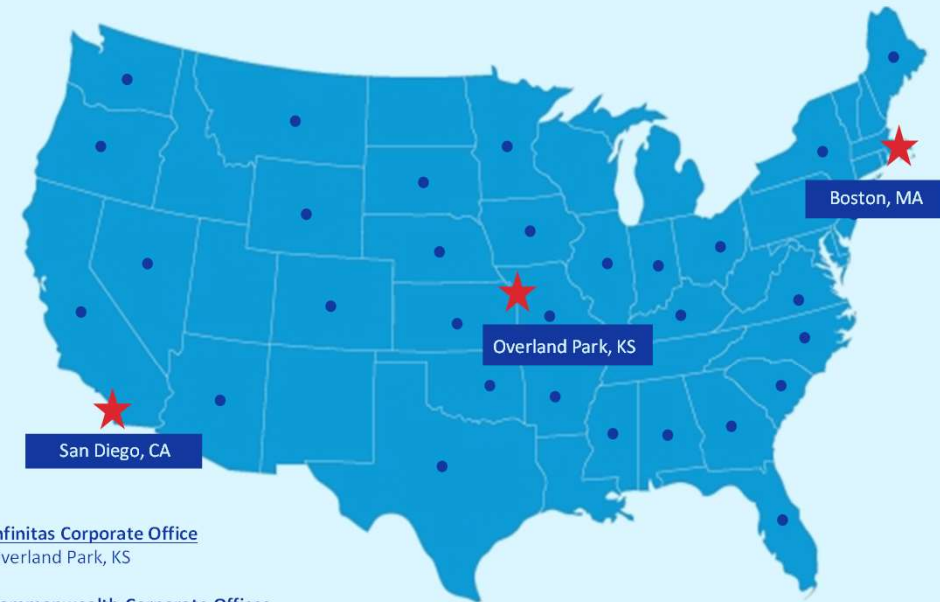 Boston, MA
Overland Park, KS
San Diego, CA
nfinitas Corporate Office
verland Park, KS